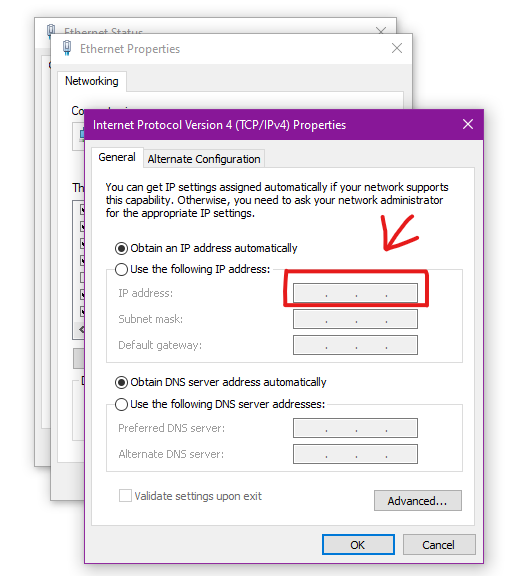 Ethernet Status
Ethernet Properties
Networking
Internet Protocol Version 4 (TCP/IPv4) Properties
General
Alternate Configuration
You can get IP settings assigned automatically if your network supports
this capability. Otherwise, you need to ask your network administrator
for the appropriate IP settings.
Obtain an IP address automatically
Use the following IP address:
IP address:
Subnet mask:
Default gateway:
Obtain DNS server address automatically
Use the following DNS server addresses:
Preferred DNS server:
Alternate DNS server:
Validate settings upon exit
Advanced...
OK
Cancel